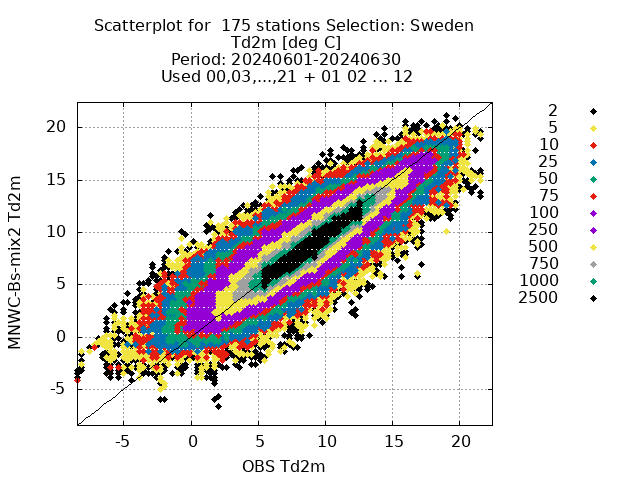 Scatterplot for  175 stations Selection: Sweden
Td2m [deg C]
Period: 20240601-20240630
Used 00,03,...,21 + 01 02 ... 12
2
5
10
25
50
75
100
250
500
750
1000
2500
20
15
10
5
0
-5
MNWC-Bs-mix2 Td2m
-5 0 5 10 15 20
OBS Td2m